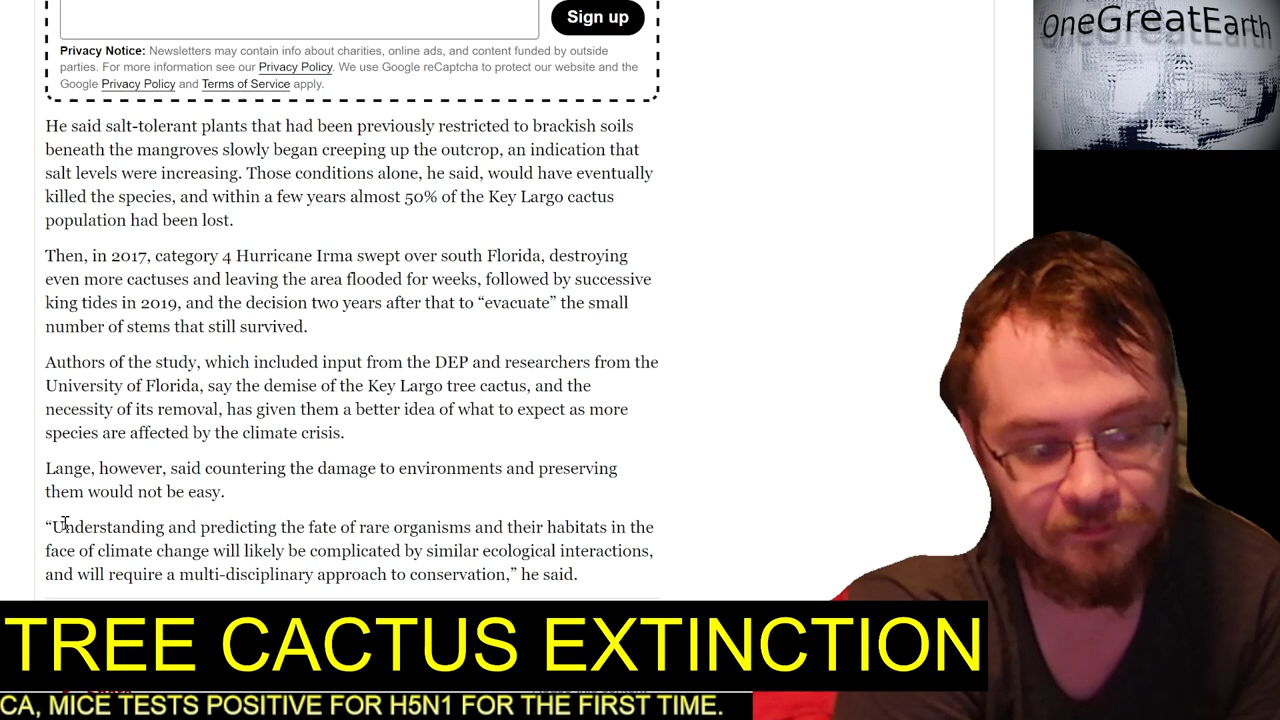 Sign up
OneGreatEarth
Privacy Notice: Newsletters may contain info about charities, online ads, and content funded by outside
parties. For more information see our Privacy Policy. We use Google reCaptcha to protect our website and the
Google Privacy Policy and Terms of Service apply.
He said salt-tolerant plants that had been previously restricted to brackish soils
beneath the mangroves slowly began creeping up the outcrop, an indication that
salt levels were increasing. Those conditions alone, he said, would have eventually
killed the species, and within a few years almost 50% of the Key Largo cactus
population had been lost.
Then, in 2017, category 4 Hurricane Irma swept over south Florida, destroying
even more cactuses and leaving the area flooded for weeks, followed by successive
king tides in 2019, and the decision two years after that to “evacuate” the small
number of stems that still survived.
Authors of the study, which included input from the DEP and researchers from the
University of Florida, say the demise of the Key Largo tree cactus, and the
necessity of its removal, has given them a better idea of what to expect as more
species are affected by the climate crisis.
Lange, however, said countering the damage to environments and preserving
them would not be easy.
“Understanding and predicting the fate of rare organisms and their habitats in the
face of climate change will likely be complicated by similar ecological interactions,
and will require a multi-disciplinary approach to conservation,” he said.
TREE CACTUS EXTINCTION
CA, MICE TESTS POSITIVE FOR H5N1 FOR THE FIRST TIME.